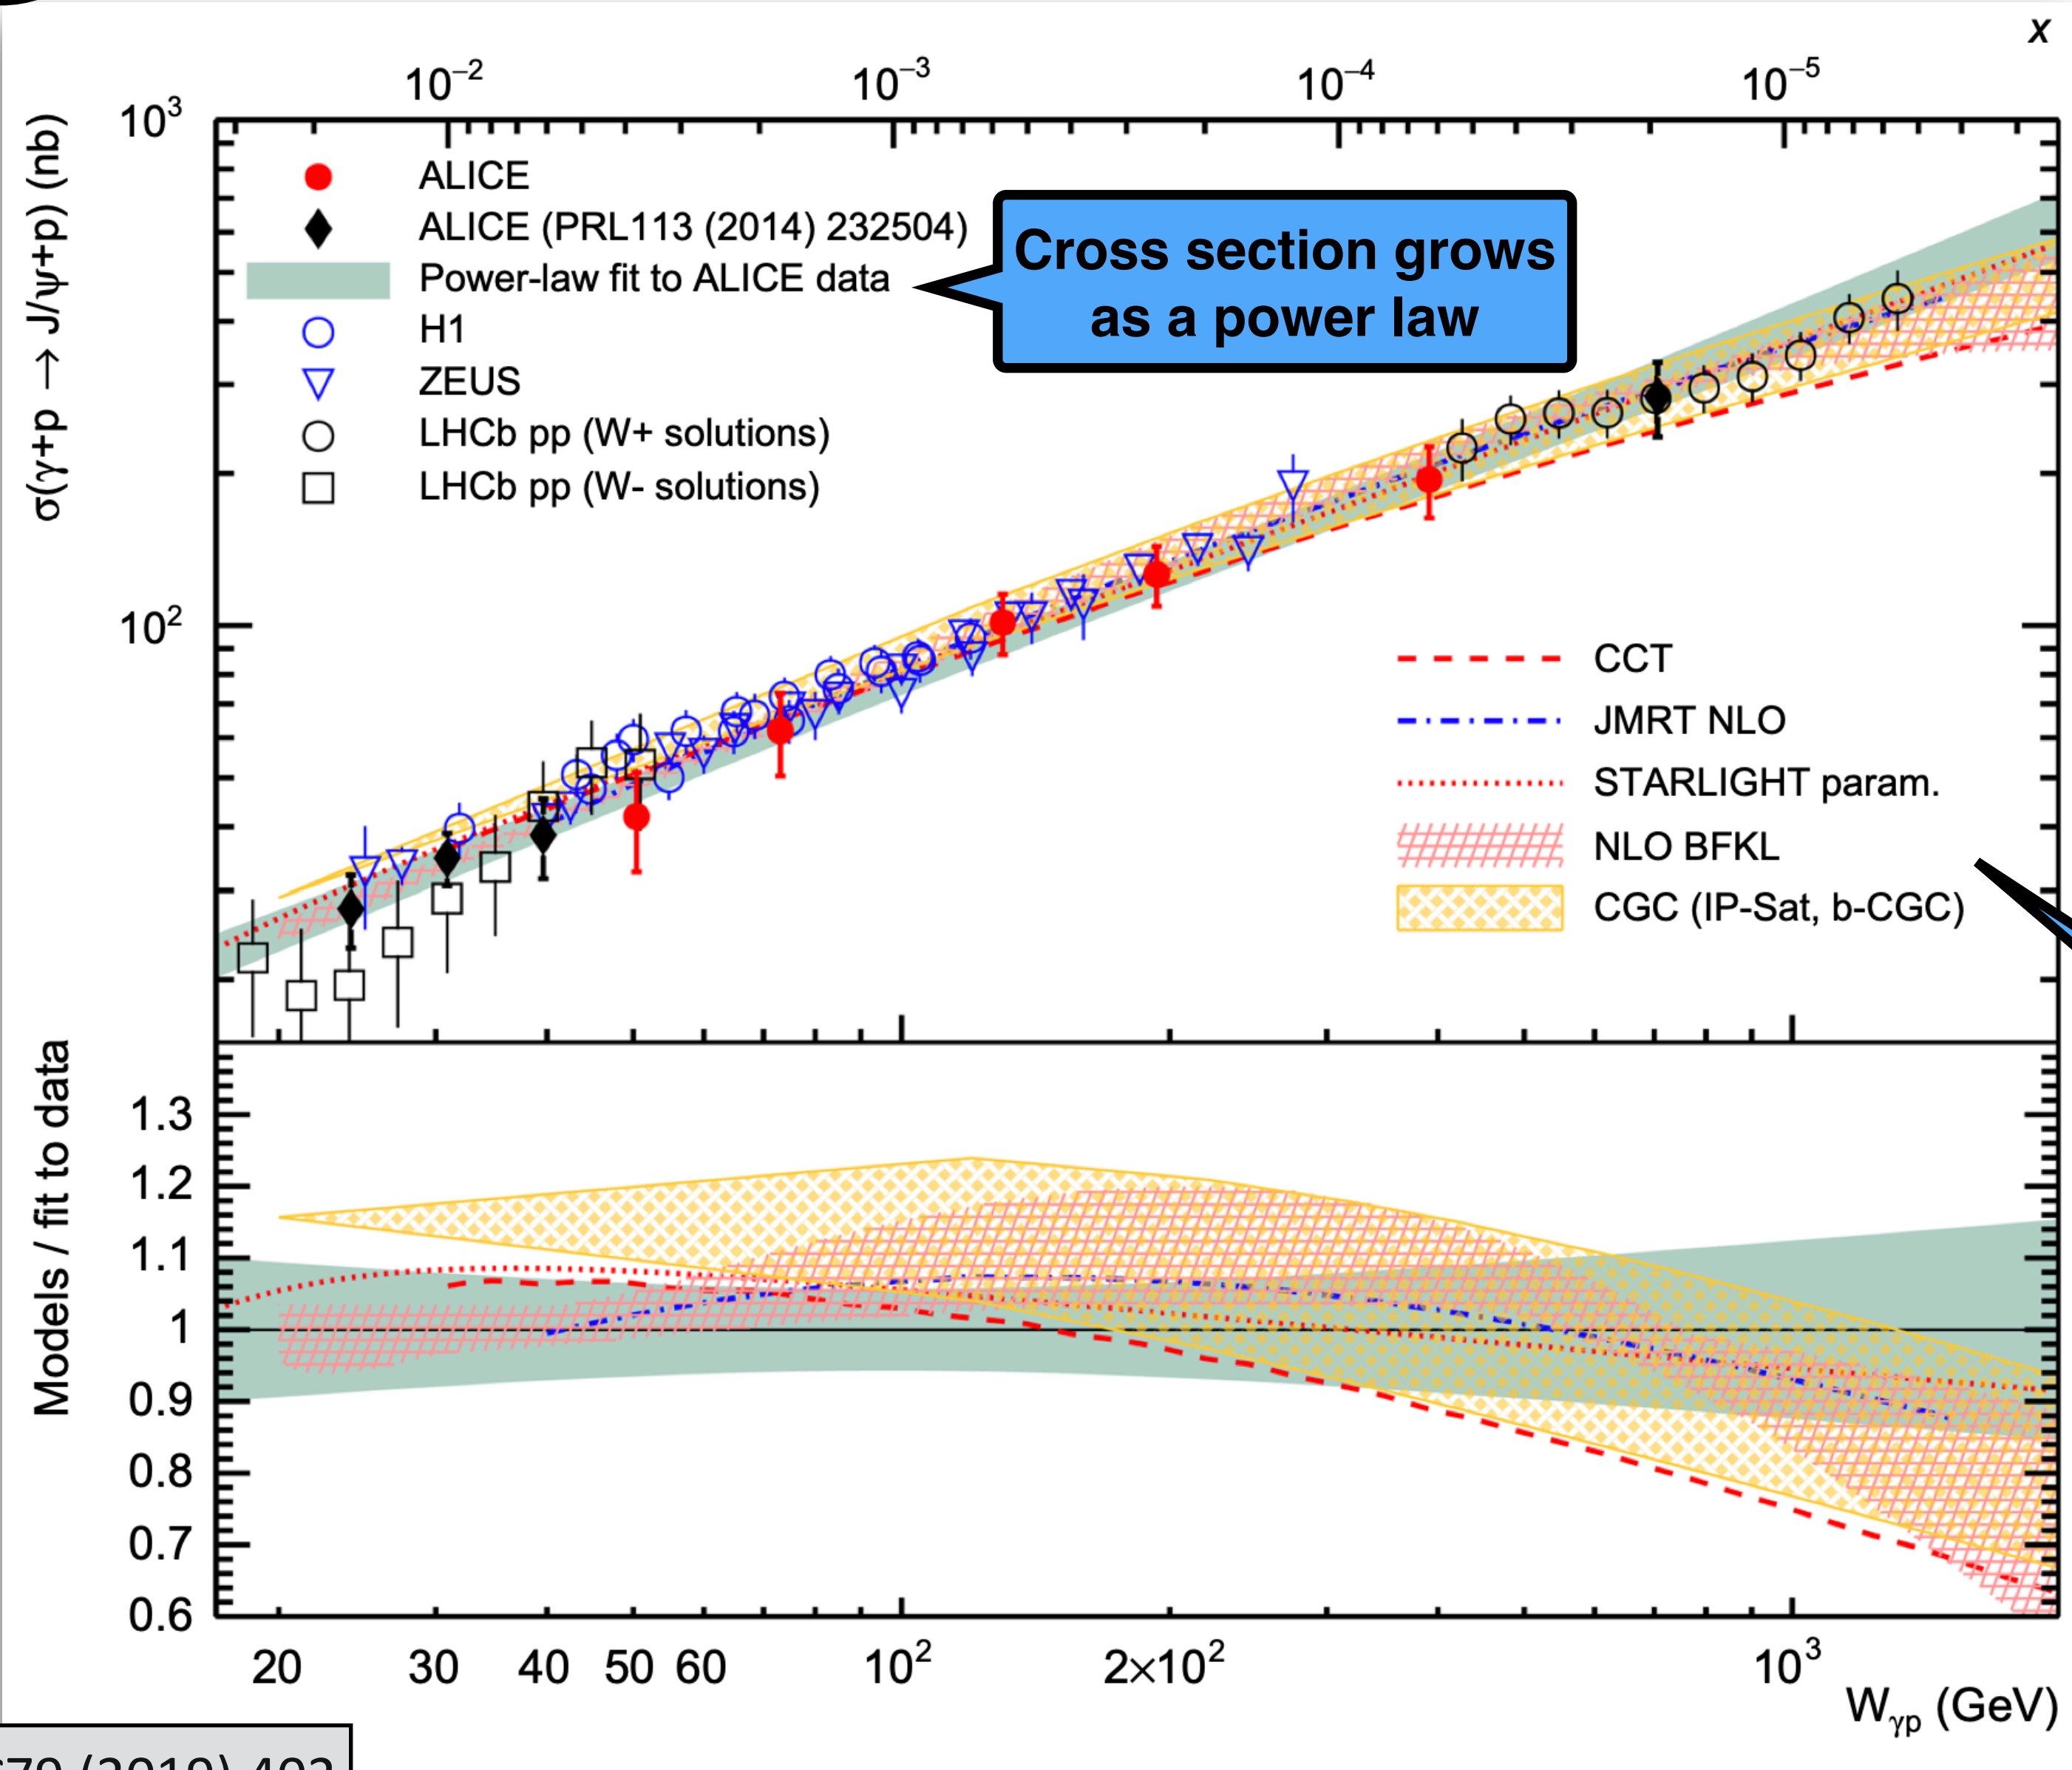 x
10⁻² 10⁻³ 10⁻⁴ 10⁻⁵
σ(γ+p → J/ψ+p) (nb)
10³
10²
ALICE
ALICE (PRL113 (2014) 232504)
Power-law fit to ALICE data
H1
ZEUS
LHCb pp (W+ solutions)
LHCb pp (W- solutions)
Cross section grows
as a power law
CCT
JMRT NLO
STARLIGHT param.
NLO BFKL
CGC (IP-Sat, b-CGC)
Models / fit to data
1.3
1.2
1.1
1
0.9
0.8
0.7
0.6
20 30 40 50 60 10² 2×10² 10³
Wγp (GeV)
(2019) 402